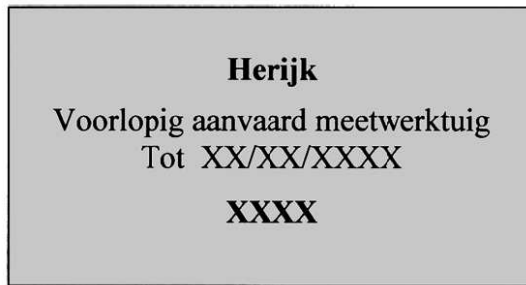 Herijk
Voorlopig aanvaard meetwerktuig
Tot XX/XX/XXXX
XXXX